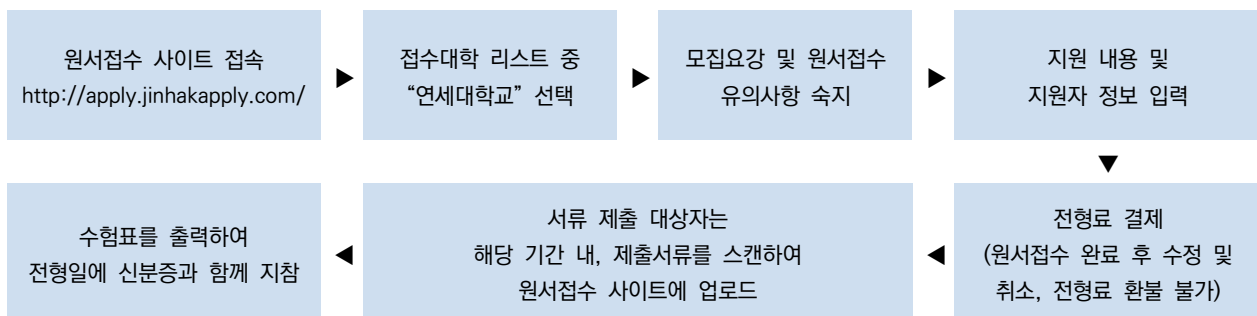 원서접수 사이트 접속
http://apply.jinhakapply.com/
▶
접수대학 리스트 중
“연세대학교” 선택
▶
모집요강 및 원서접수
유의사항 숙지
▶
지원 내용 및
지원자 정보 입력
▼
전형료 결제
(원서접수 완료 후 수정 및
취소, 전형료 환불 불가)
◀
서류 제출 대상자는
해당 기간 내, 제출서류를 스캔하여
원서접수 사이트에 업로드
◀
수험표를 출력하여
전형일에 신분증과 함께 지참